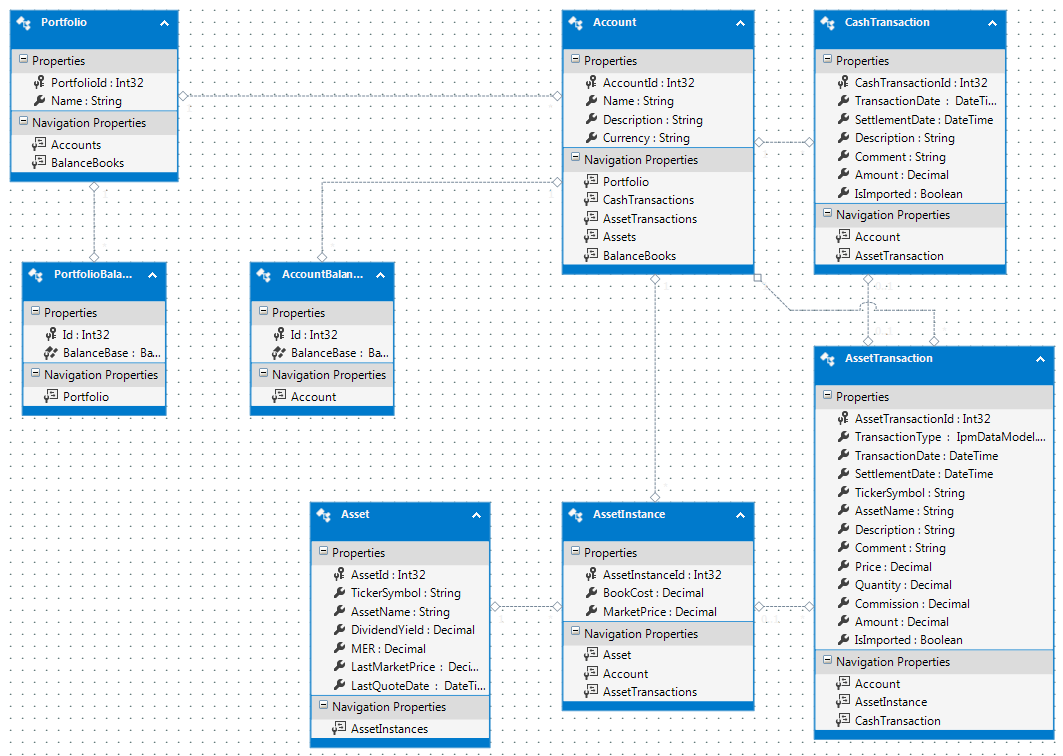 Portfolio
Properties
PortfolioId : Int32
Name : String
Navigation Properties
Accounts
BalanceBooks
Account
Properties
AccountId : Int32
Name : String
Description : String
Currency : String
Navigation Properties
Portfolio
CashTransactions
AssetTransactions
Assets
BalanceBooks
CashTransaction
Properties
CashTransactionId : Int32
TransactionDate : DateTi...
SettlementDate : DateTime
Description : String
Comment : String
Amount : Decimal
IsImported : Boolean
Navigation Properties
Account
AssetTransaction
PortfolioBala...
Properties
Id : Int32
BalanceBase : Ba...
Navigation Properties
Portfolio
AccountBalan...
Properties
Id : Int32
BalanceBase : Ba...
Navigation Properties
Account
AssetTransaction
Properties
AssetTransactionId : Int32
TransactionType : IpmDataModel....
TransactionDate : DateTime
SettlementDate : DateTime
TickerSymbol : String
AssetName : String
Description : String
Comment : String
Price : Decimal
Quantity : Decimal
Commission : Decimal
Amount : Decimal
IsImported : Boolean
Navigation Properties
Account
AssetInstance
CashTransaction
Asset
Properties
AssetId : Int32
TickerSymbol : String
AssetName : String
DividendYield : Decimal
MER : Decimal
LastMarketPrice : Deci...
LastQuoteDate : DateTi...
Navigation Properties
AssetInstances
AssetInstance
Properties
AssetInstanceId : Int32
BookCost : Decimal
MarketPrice : Decimal
Navigation Properties
Asset
Account
AssetTransactions